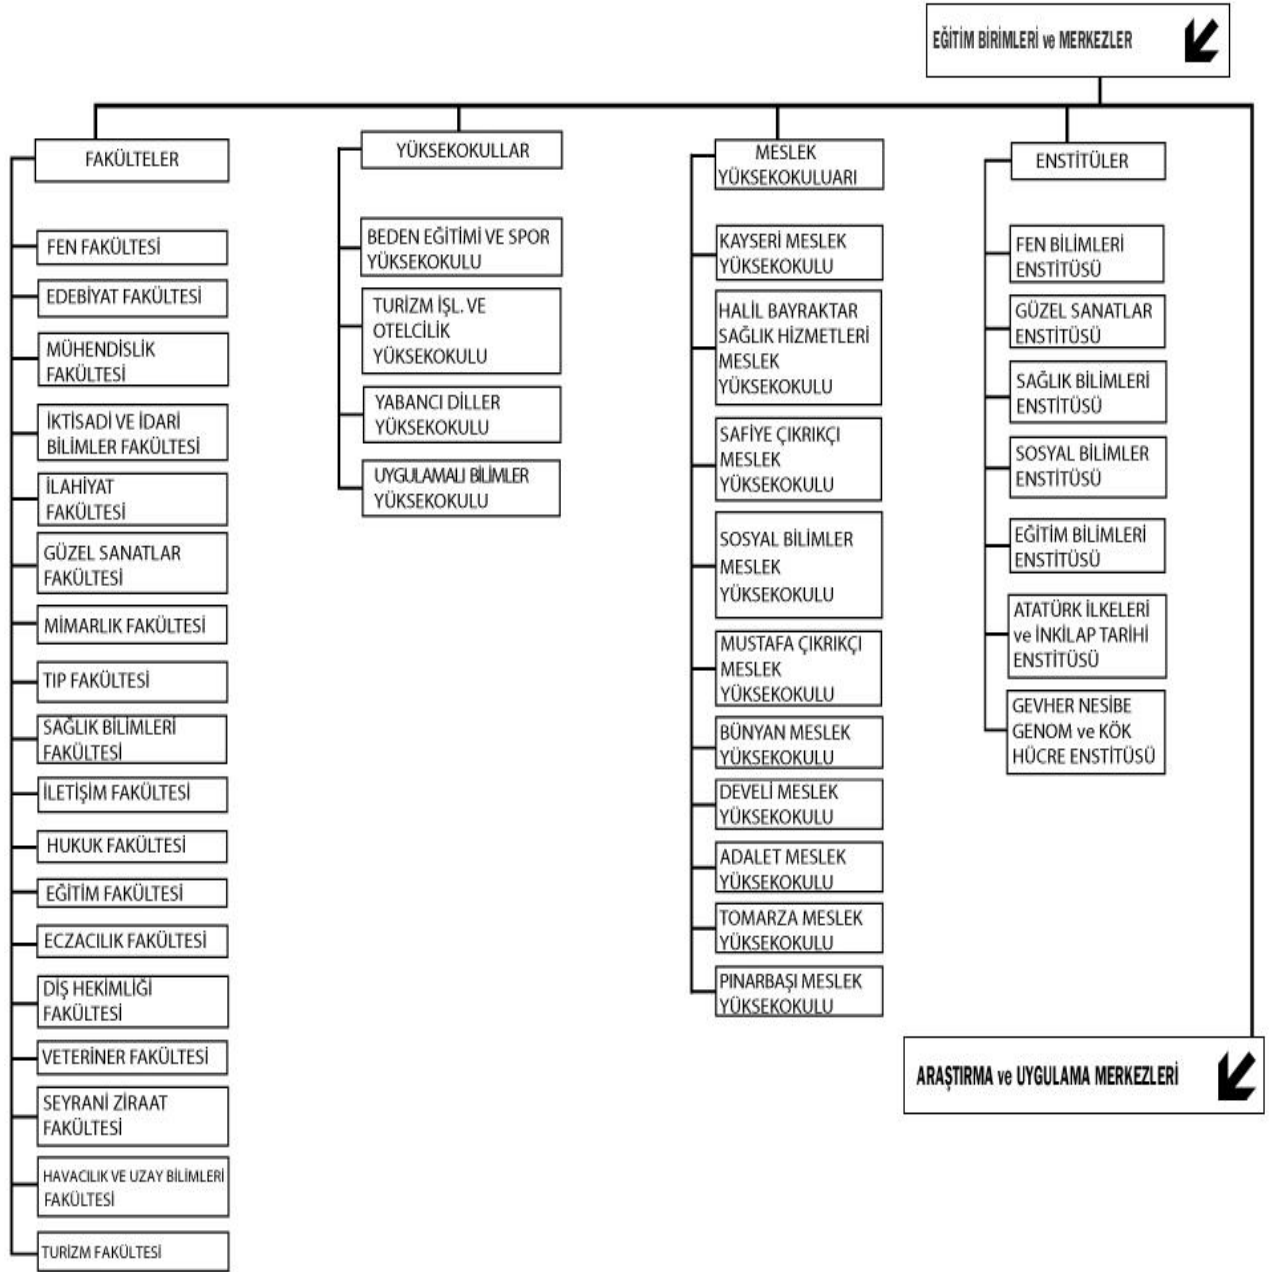 EĞİTİM BİRİMLERİ ve MERKEZLER
FAKÜLTELER
FEN FAKÜLTESİ
EDEBİYAT FAKÜLTESİ
MÜHENDİSLİK
FAKÜLTESİ
İKTİSADİ VE İDARİ
BİLİMLER FAKÜLTESİ
İLAHİYAT
FAKÜLTESİ
GÜZEL SANATLAR
FAKÜLTESİ
MİMARLIK FAKÜLTESİ
TIP FAKÜLTESİ
SAĞLIK BİLİMLERİ
FAKÜLTESİ
İLETİŞİM FAKÜLTESİ
HUKUK FAKÜLTESİ
EĞİTİM FAKÜLTESİ
ECZACILIK FAKÜLTESİ
DİŞ HEKİMLİĞİ
FAKÜLTESİ
VETERİNER FAKÜLTESİ
SEYRANİ ZİRAAT
FAKÜLTESİ
HAVACILIK VE UZAY BİLİMLERİ
FAKÜLTESİ
TURİZM FAKÜLTESİ
YÜKSEKOKULLAR
BEDEN EĞİTİMİ VE SPOR
YÜKSEKOKULU
TURİZM İŞL. VE
OTELCİLİK
YÜKSEKOKULU
YABANCI DİLLER
YÜKSEKOKULU
UYGULAMALI BİLİMLER
YÜKSEKOKULU
MESLEK
YÜKSEKOKULUARI
KAYSERİ MESLEK
YÜKSEKOKULU
HALİL BAYRAKTAR
SAĞLIK HİZMETLERİ
MESLEK
YÜKSEKOKULU
SAFİYE ÇIKRIKÇI
MESLEK
YÜKSEKOKULU
SOSYAL BİLİMLER
MESLEK
YÜKSEKOKULU
MUSTAFA ÇIKRIKÇI
MESLEK
YÜKSEKOKULU
BÜNYAN MESLEK
YÜKSEKOKULU
DEVELİ MESLEK
YÜKSEKOKULU
ADALET MESLEK
YÜKSEKOKULU
TOMARZA MESLEK
YÜKSEKOKULU
PINARBAŞI MESLEK
YÜKSEKOKULU
ENSTİTÜLER
FEN BİLİMLERİ
ENSTİTÜSÜ
GÜZEL SANATLAR
ENSTİTÜSÜ
SAĞLIK BİLİMLERİ
ENSTİTÜSÜ
SOSYAL BİLİMLER
ENSTİTÜSÜ
EĞİTİM BİLİMLERİ
ENSTİTÜSÜ
ATATÜRK İLKELERİ
ve İNKİLAP TARİHİ
ENSTİTÜSÜ
GEVHER NESİBE
GENOM ve KÖK
HÜCRE ENSTİTÜSÜ
ARAŞTIRMA ve UYGULAMA MERKEZLERİ